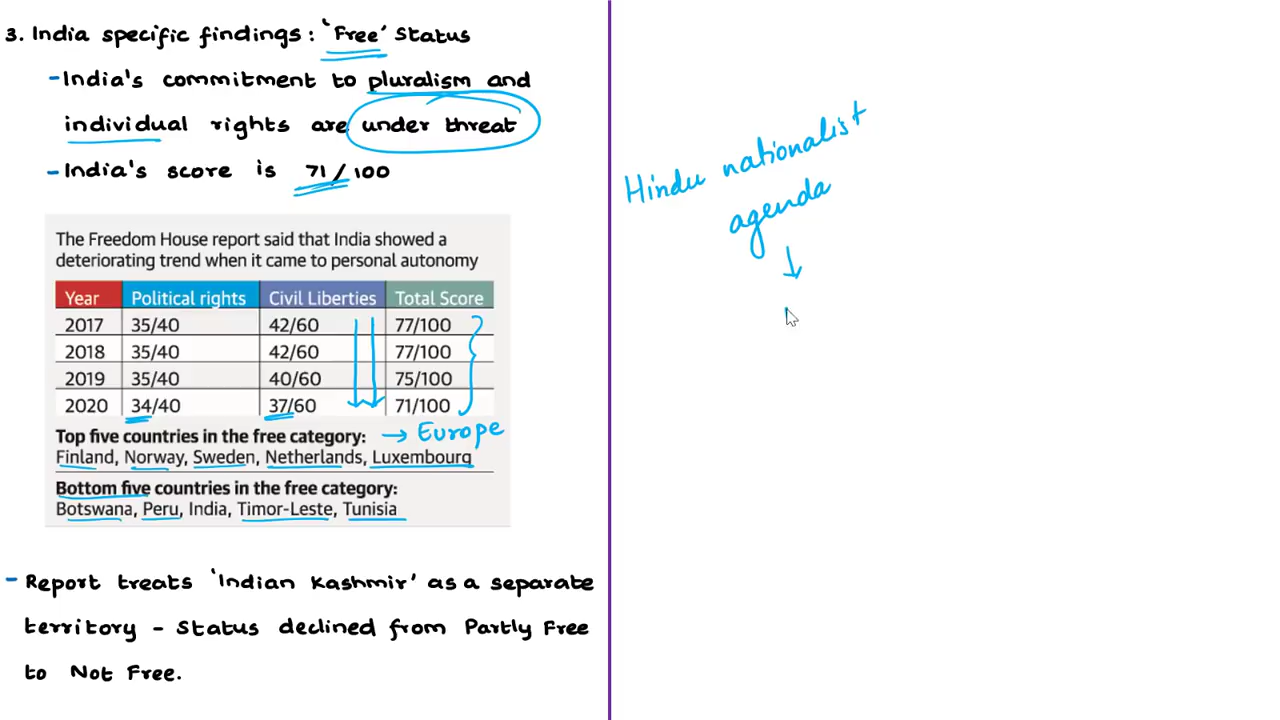 3. India specific findings: 'Free' Status
-India's commitment to pluralism and
individual rights are under threat
-India's score is 71/100
The Freedom House report said that India showed a
deteriorating trend when it came to personal autonomy
Year Political rights Civil Liberties Total Score
2017 35/40 42/60 77/100
2018 35/40 42/60 77/100
2019 35/40 40/60 75/100
2020 34/40 37/60 71/100
Top five countries in the free category: → Europe
Finland, Norway, Sweden, Netherlands, Luxembourg
Bottom five countries in the free category:
Botswana, Peru, India, Timor-Leste, Tunisia
- Report treats 'Indian Kashmir' as a separate
territory - Status declined from Partly Free
to Not Free.
Hindu nationalist
agenda
↓